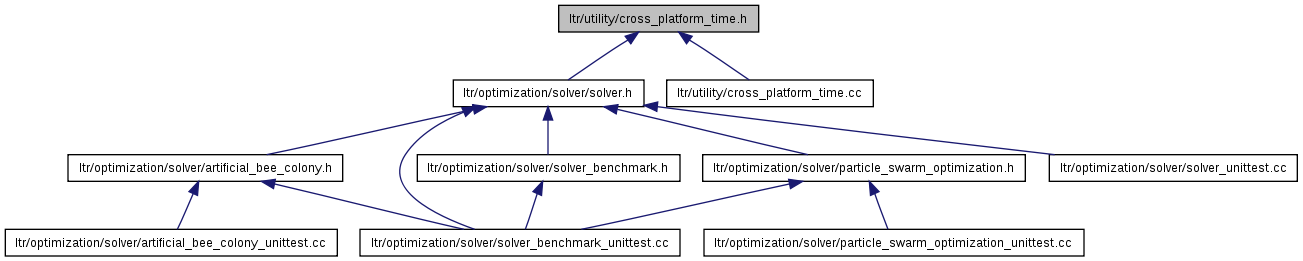 ltr/utility/cross_platform_time.h
ltr/optimization/solver/solver.h
ltr/utility/cross_platform_time.cc
ltr/optimization/solver/artificial_bee_colony.h
ltr/optimization/solver/solver_benchmark.h
ltr/optimization/solver/particle_swarm_optimization.h
ltr/optimization/solver/solver_unittest.cc
ltr/optimization/solver/artificial_bee_colony_unittest.cc
ltr/optimization/solver/solver_benchmark_unittest.cc
ltr/optimization/solver/particle_swarm_optimization_unittest.cc